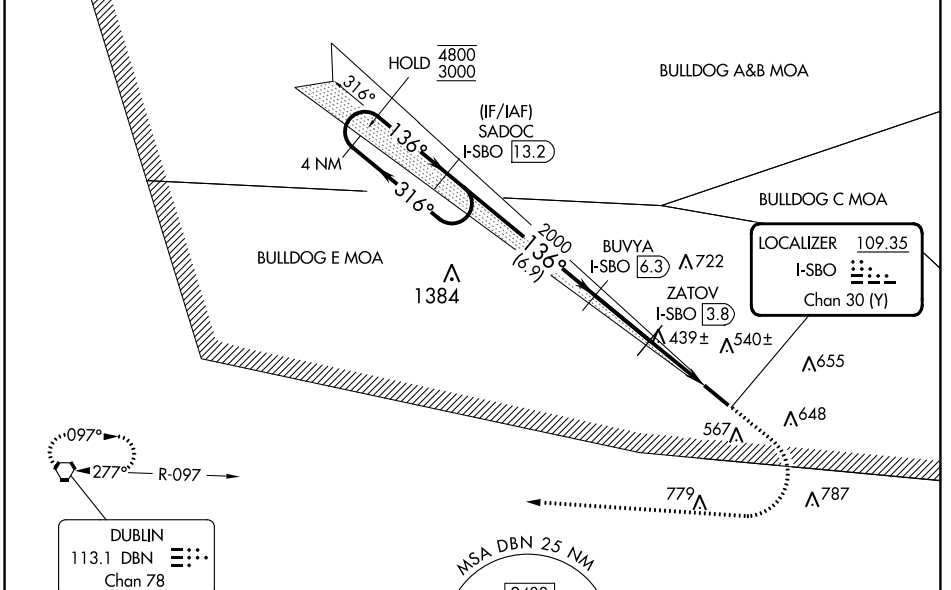 HOLD 4800
3000
BULLDOG A&B MOA
316°
(IF/IAF)
SADOC
I-SBO 13.2
136°
4 NM
316°
BULLDOG C MOA
BULLDOG E MOA
2000
136°
(6.9)
BUVYA
I-SBO 6.3
722
LOCALIZER 109.35
I-SBO
Chan 30 (Y)
1384
ZATOV
I-SBO 3.8
439±
540±
655
648
567
097°
277°
R-097
779
787
DUBLIN
113.1 DBN
Chan 78
MSA DBN 25 NM